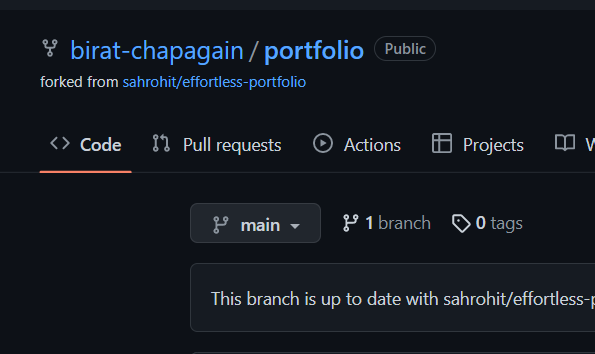 birat-chapagain / portfolio Public
forked from sahrohit/effortless-portfolio
Code Pull requests Actions Projects
main 1 branch 0 tags
This branch is up to date with sahrohit/effortless-